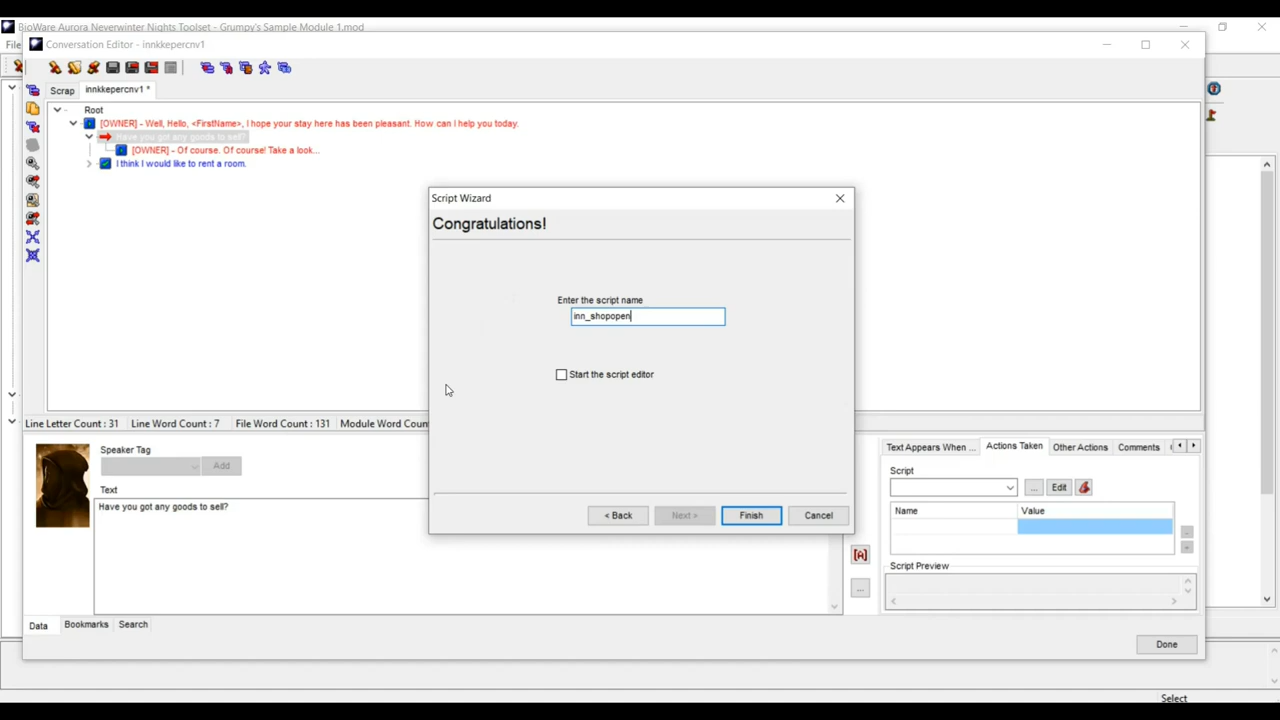 BioWare Aurora Neverwinter Nights Toolset - Grumpy's Sample Module 1.mod
File
Conversation Editor - innkkepercnv1
Scrap
innkkepercnv1 *
Root
[OWNER] - Well, Hello, <FirstName>, I hope your stay here has been pleasant. How can I help you today.
Have you got any goods to sell?
[OWNER] - Of course. Of course! Take a look...
I think I would like to rent a room.
Script Wizard
Congratulations!
Enter the script name
inn_shopopen
Start the script editor
< Back
Next >
Finish
Cancel
Line Letter Count : 31
Line Word Count : 7
File Word Count : 131
Module Word Coun
Speaker Tag
Add
Text
Have you got any goods to sell?
[A]
...
Text Appears When ...
Actions Taken
Other Actions
Comments
Script
...
Edit
Name
Value
Script Preview
Data
Bookmarks
Search
Done
Select